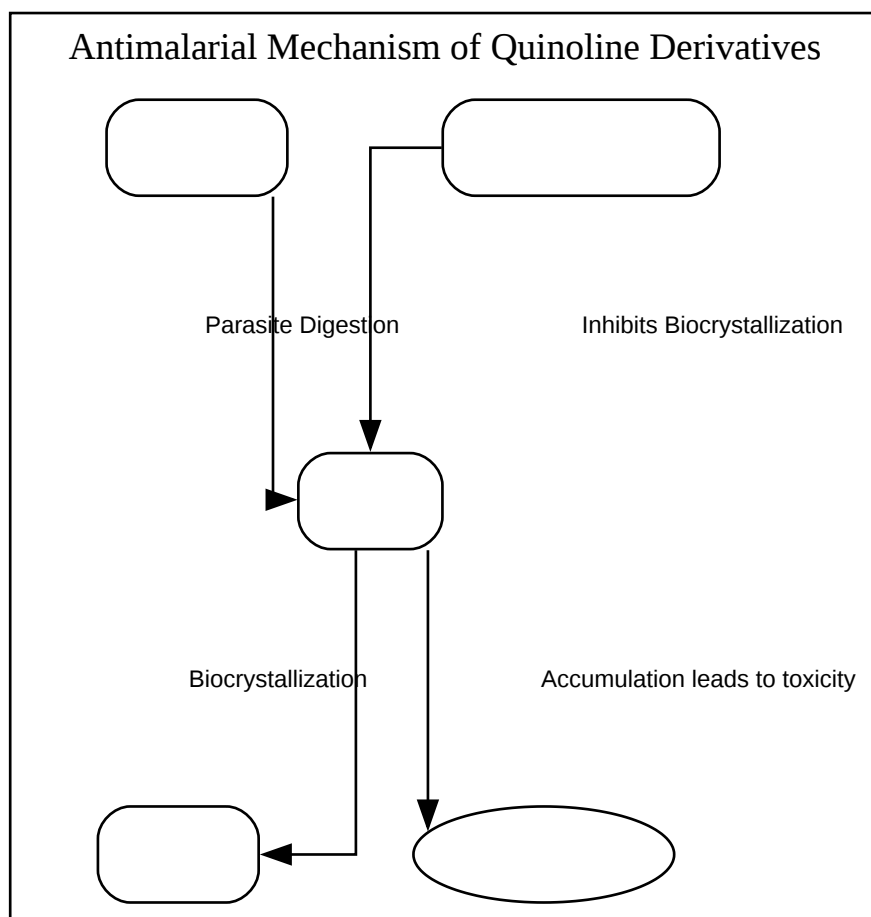 Antimalarial Mechanism of Quinoline Derivatives
Parasite Digestion
Inhibits Biocrystallization
Biocrystallization
Accumulation leads to toxicity